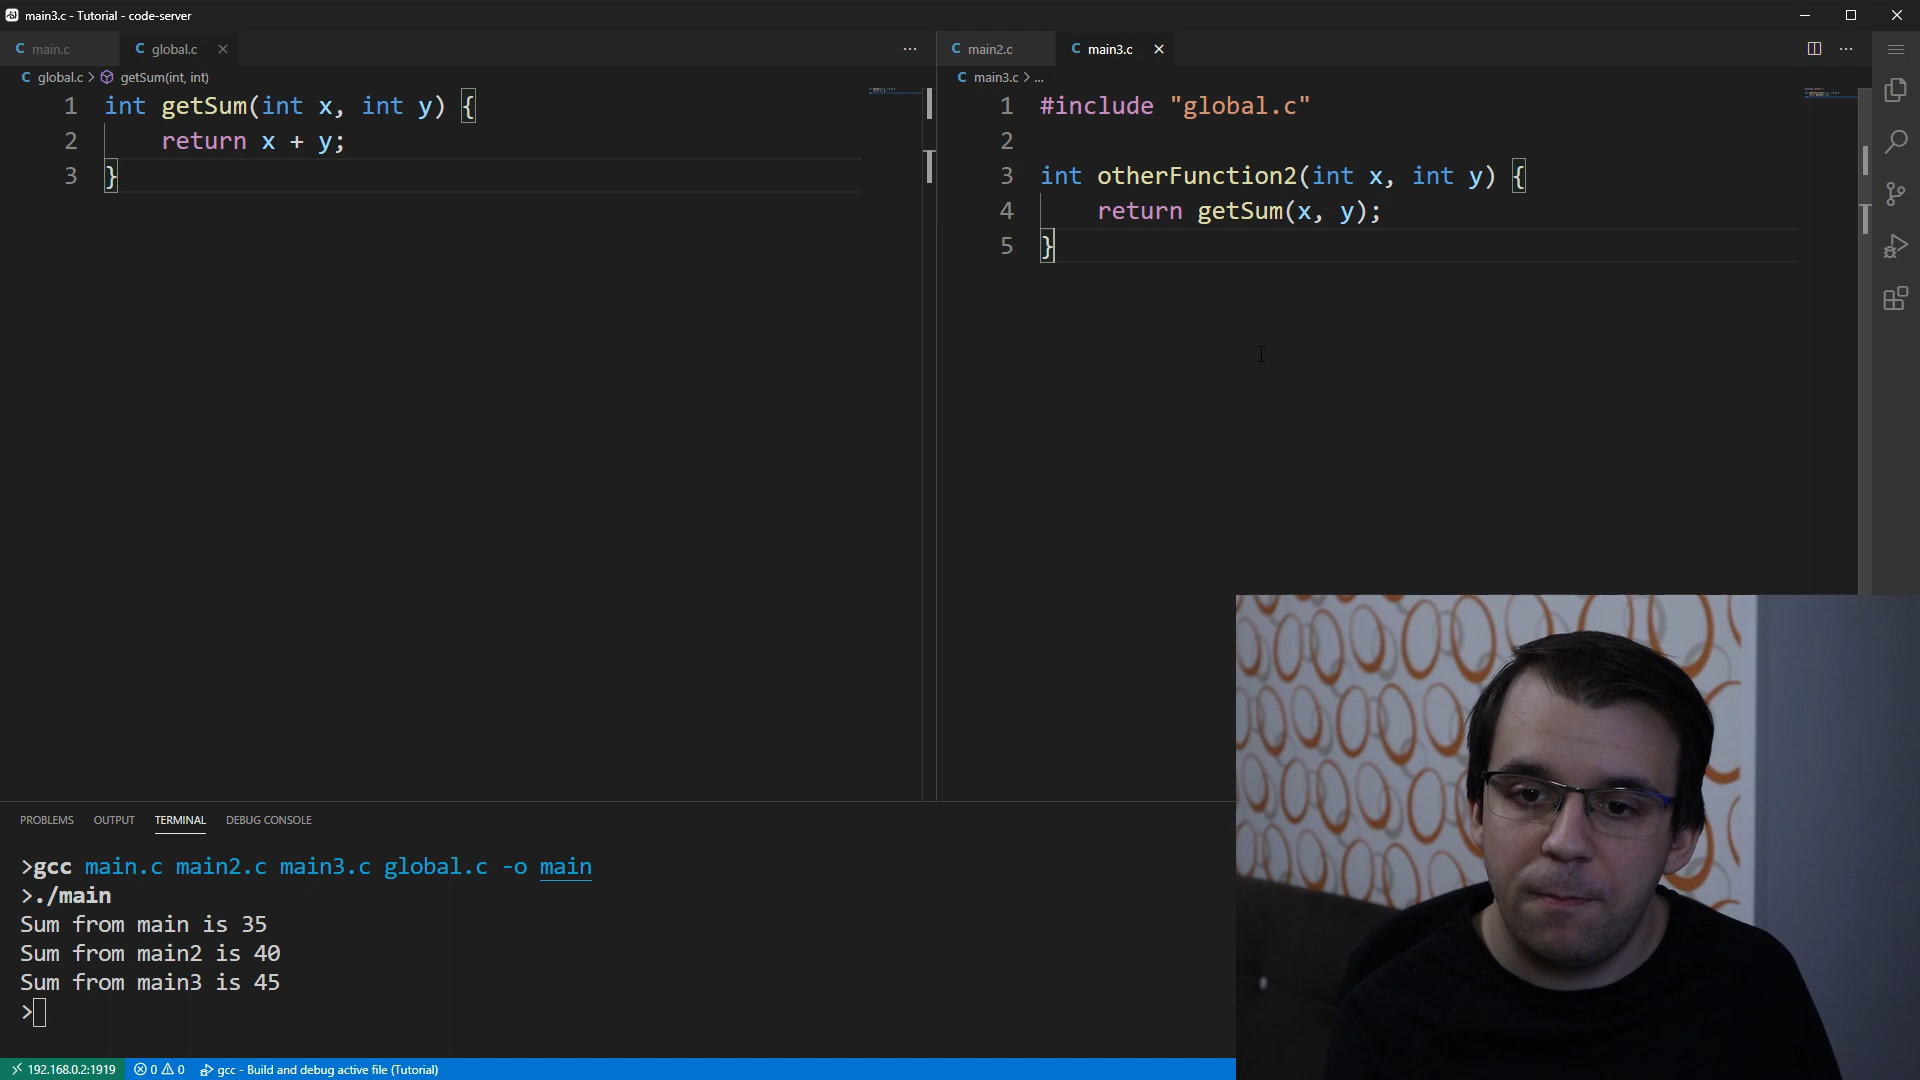 main3.c - Tutorial - code-server
main.c
global.c
main2.c
main3.c
global.c > getSum(int, int)
1 int getSum(int x, int y) {
2     return x + y;
3 }
main3.c > ...
1 #include "global.c"
2
3 int otherFunction2(int x, int y) {
4     return getSum(x, y);
5 }
PROBLEMS OUTPUT TERMINAL DEBUG CONSOLE
>gcc main.c main2.c main3.c global.c -o main
>./main
Sum from main is 35
Sum from main2 is 40
Sum from main3 is 45
>
192.168.0.2:1919 0 0 gcc - Build and debug active file (Tutorial)